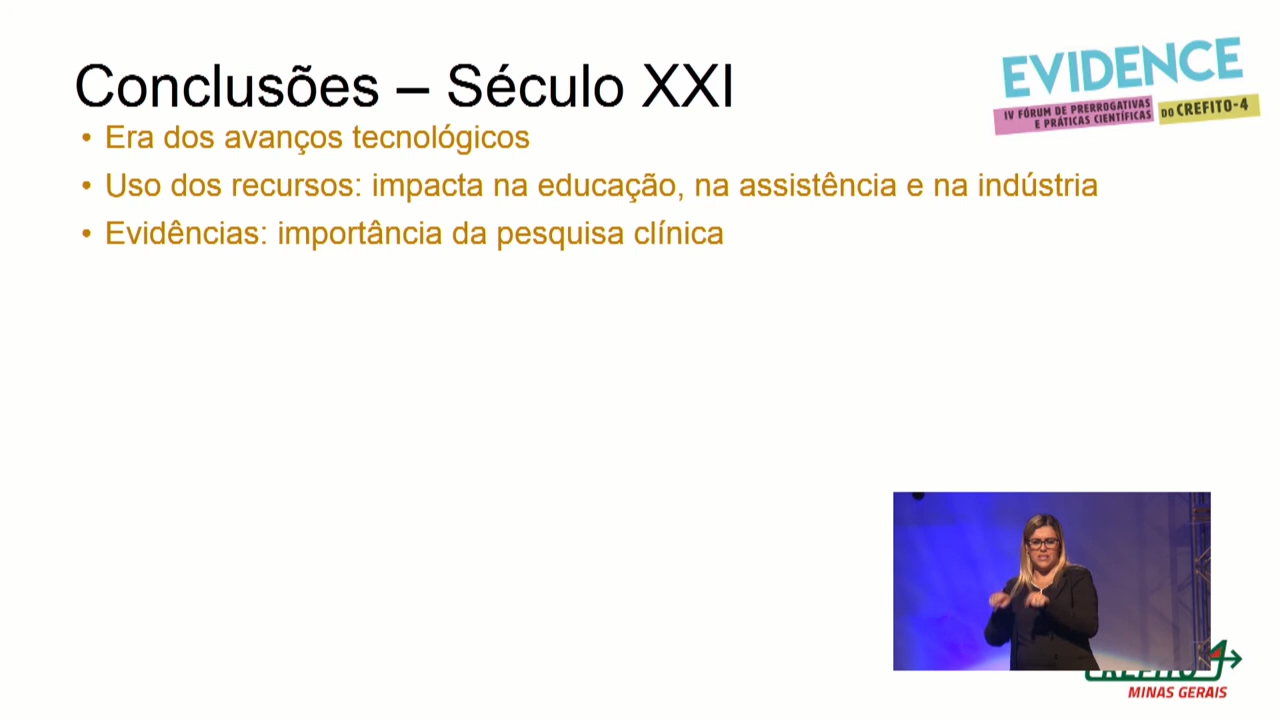 Conclusões – Século XXI
• Era dos avanços tecnológicos
• Uso dos recursos: impacta na educação, na assistência e na indústria
• Evidências: importância da pesquisa clínica
EVIDENCE
IV FÓRUM DE PRERROGATIVAS
E PRÁTICAS CIENTÍFICAS
DO CREFITO-4
MINAS GERAIS